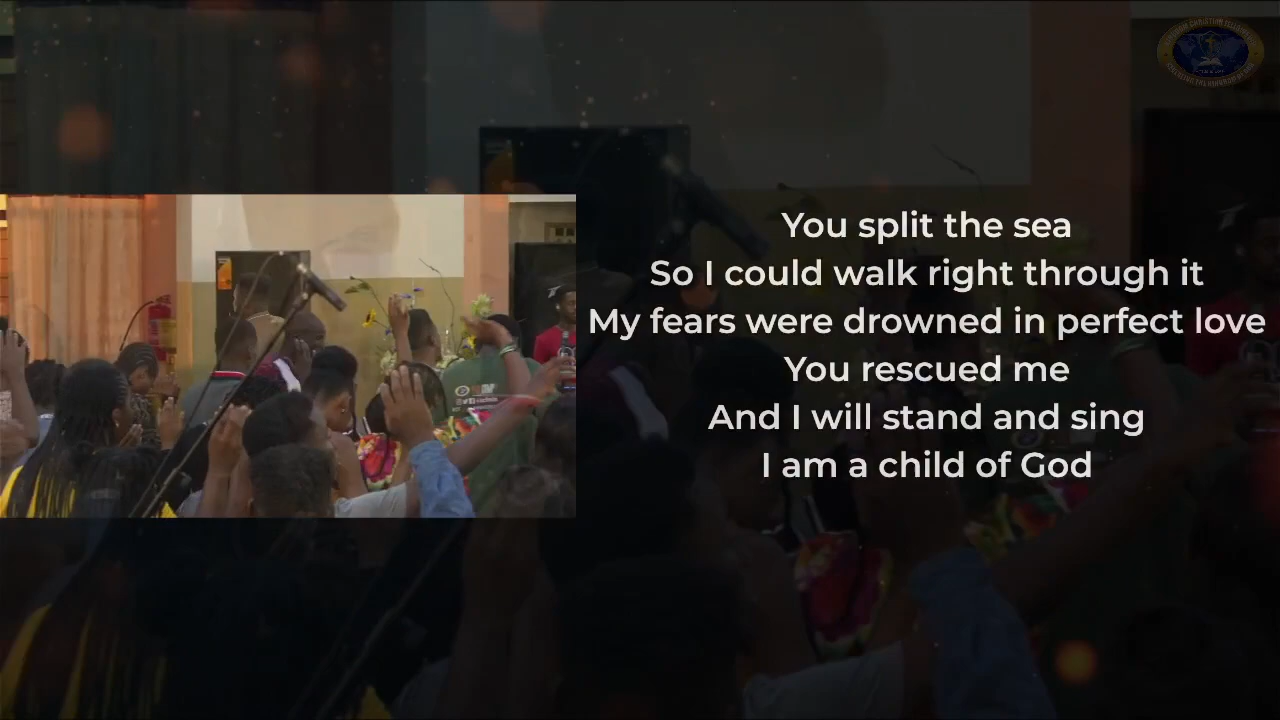 You split the sea
So I could walk right through it
My fears were drowned in perfect love
You rescued me
And I will stand and sing
I am a child of God